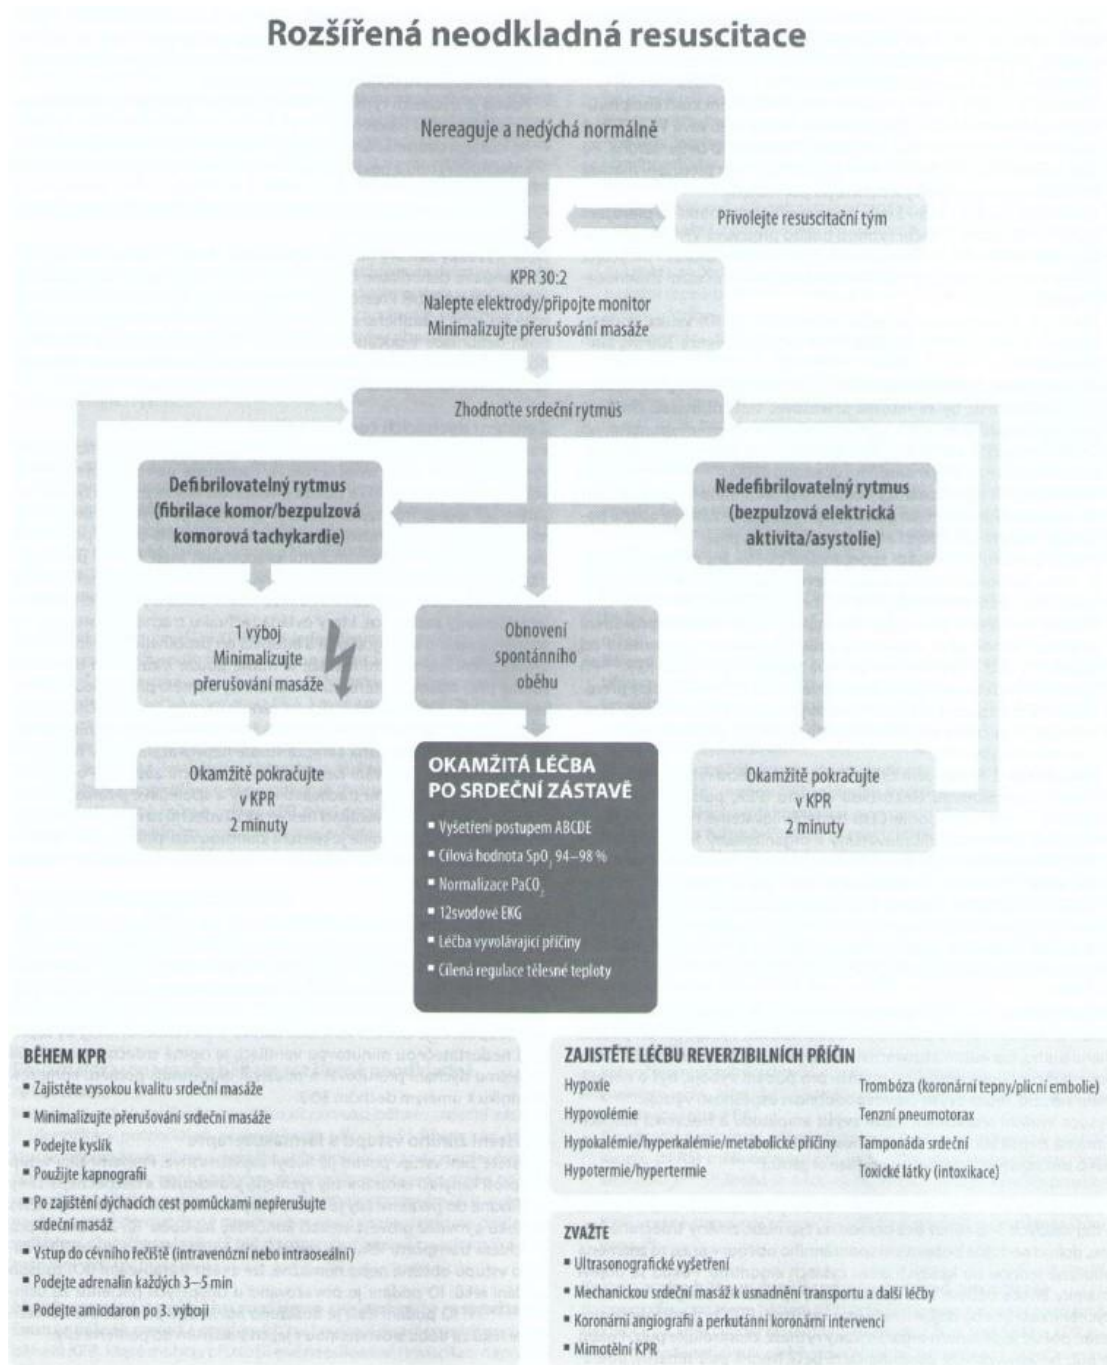 Rozšířená neodkladná resuscitace
Nereaguje a nedýchá normálně
Přivolejte resuscitační tým
KPR 30:2
Nalepte elektrody/připojte monitor
Minimalizujte přerušování masáže
Zhodnoťte srdeční rytmus
Defibrilovatelný rytmus
(fibrilace komor/bezpulzová
komorová tachykardie)
Nedefibrilovatelný rytmus
(bezpulzová elektrická
aktivita/asystolie)
1 výboj
Minimalizujte
přerušování masáže
Obnovení
spontánního
oběhu
Okamžitě pokračujte
v KPR
2 minuty
OKAMŽITÁ LÉČBA
PO SRDEČNÍ ZÁSTAVĚ
▪ Vyšetření postupem ABCDE
▪ Cílová hodnota SpO2 94–98 %
▪ Normalizace PaCO2
▪ 12svodové EKG
▪ Léčba vyvolávající příčiny
▪ Cílená regulace tělesné teploty
Okamžitě pokračujte
v KPR
2 minuty
BĚHEM KPR
▪ Zajistěte vysokou kvalitu srdeční masáže
▪ Minimalizujte přerušování srdeční masáže
▪ Podejte kyslík
▪ Použijte kapnografii
▪ Po zajištění dýchacích cest pomůckami nepřerušujte
srdeční masáž
▪ Vstup do cévního řečiště (intravenózní nebo intraoseální)
▪ Podejte adrenalin každých 3–5 min
▪ Podejte amiodaron po 3. výboji
ZAJISTĚTE LÉČBU REVERZIBILNÍCH PŘÍČIN
Hypoxie
Hypovolémie
Hypokalémie/hyperkalémie/metabolické příčiny
Hypotermie/hypertermie
Trombóza (koronární tepny/plicní embolie)
Tenzní pneumotorax
Tamponáda srdeční
Toxické látky (intoxikace)
ZVAŽTE
▪ Ultrasonografické vyšetření
▪ Mechanickou srdeční masáž k usnadnění transportu a další léčby
▪ Koronární angiografii a perkutánní koronární intervenci
▪ Mimotělní KPR